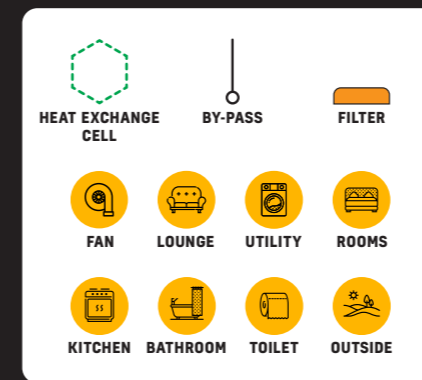 HEAT EXCHANGE
CELL
BY-PASS
FILTER
FAN
LOUNGE
UTILITY
ROOMS
KITCHEN
BATHROOM
TOILET
OUTSIDE